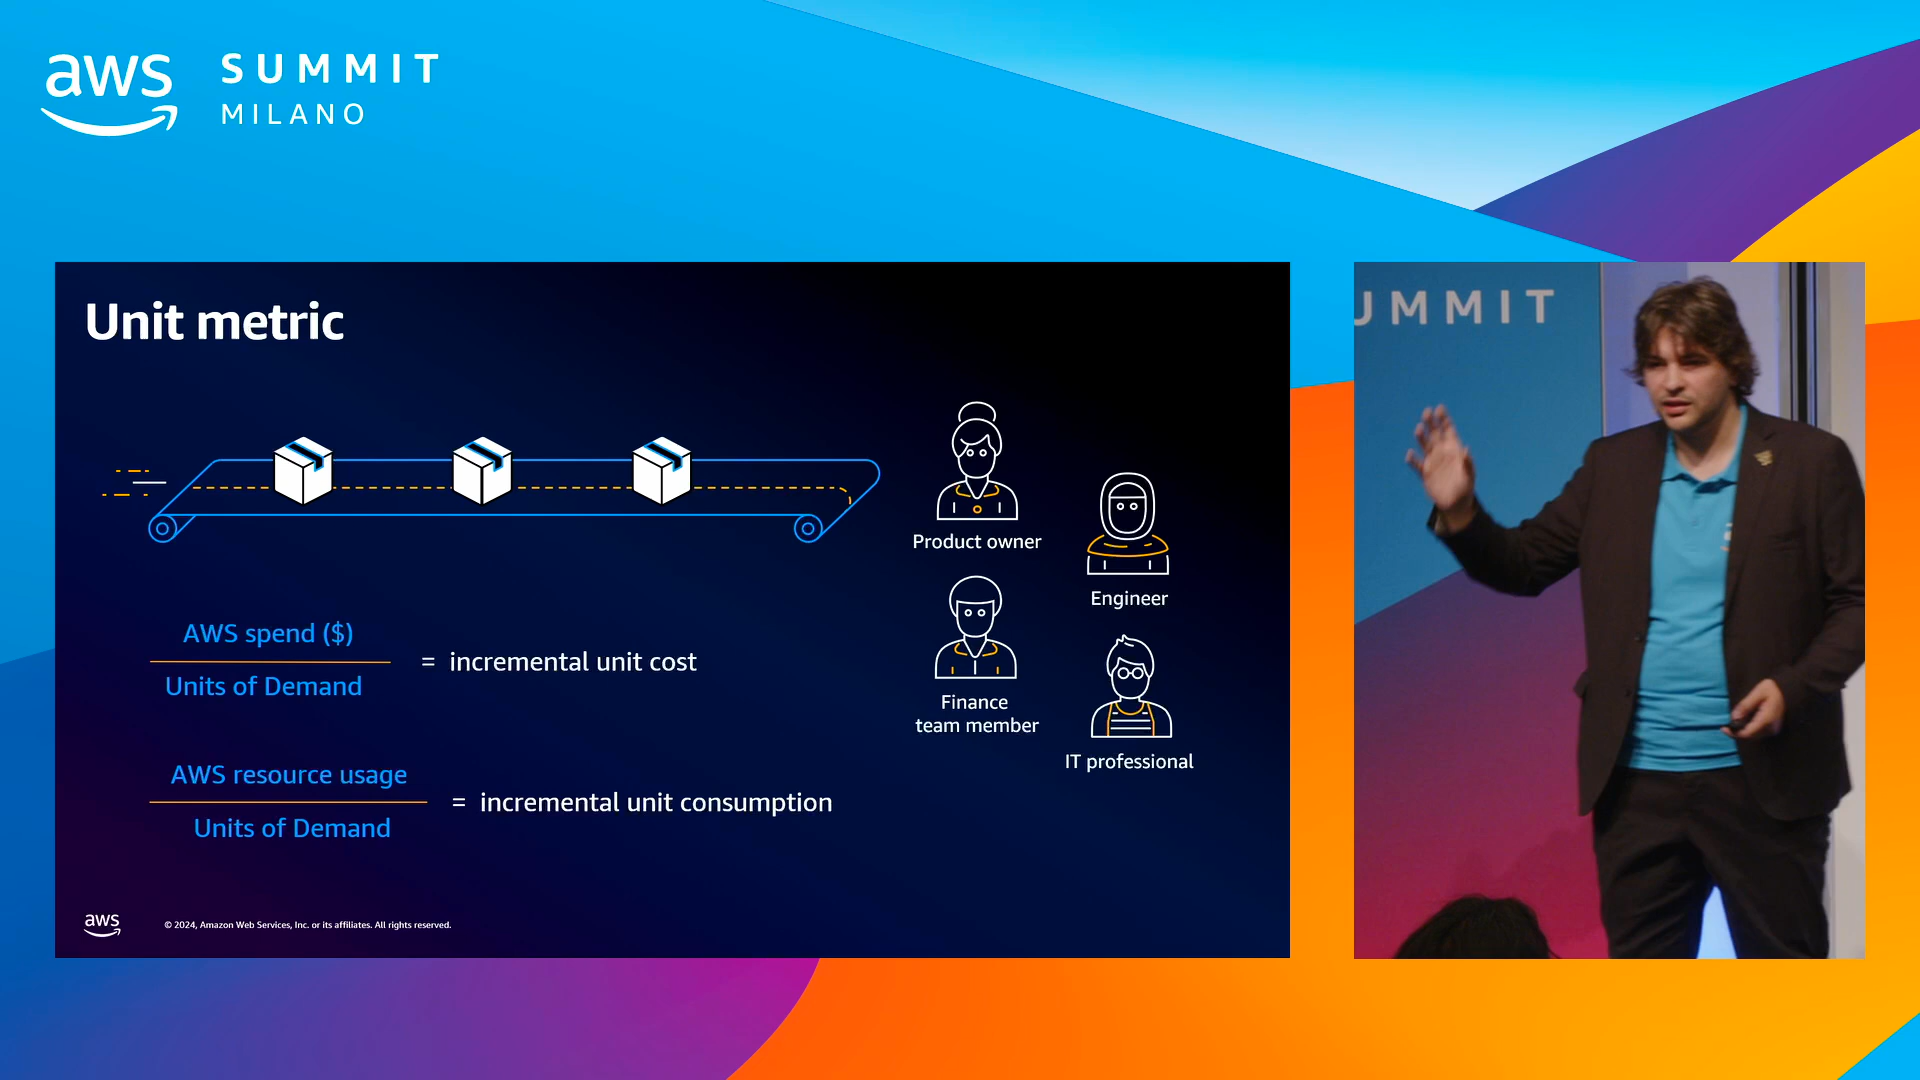 aws
SUMMIT
MILANO
Unit metric
Product owner
Engineer
AWS spend ($)
Units of Demand
= incremental unit cost
Finance
team member
IT professional
AWS resource usage
Units of Demand
= incremental unit consumption
aws
© 2024, Amazon Web Services, Inc. or its affiliates. All rights reserved.
UMMIT